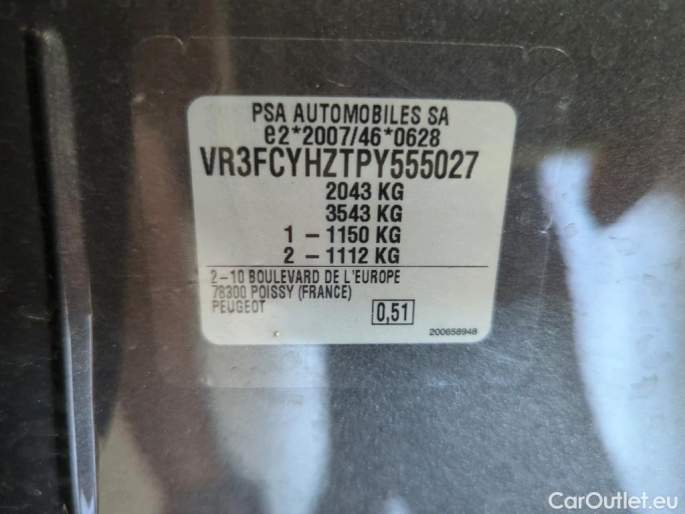 PSA AUTOMOBILES SA
e2*2007/46*0628
VR3FCYHZTPY555027
2043 KG
3543 KG
1 – 1150 KG
2 – 1112 KG
2–10 BOULEVARD DE L'EUROPE
78300 POISSY (FRANCE)
PEUGEOT
0,51
200658948
CarOutlet.eu